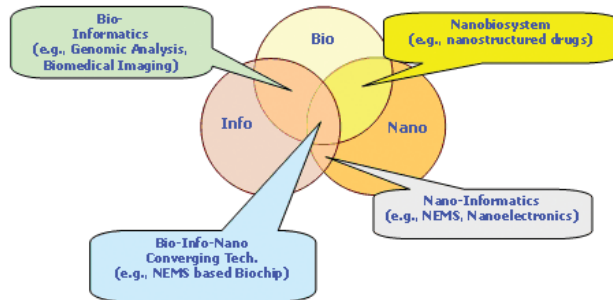 Bio-
Informatics
(e.g., Genomic Analysis,
Biomedical Imaging)
Bio
Nanobiosystem
(e.g., nanostructured drugs)
Info
Nano
Nano-Informatics
(e.g., NEMS, Nanoelectronics)
Bio-Info-Nano
Converging Tech.
(e.g., NEMS based Biochip)